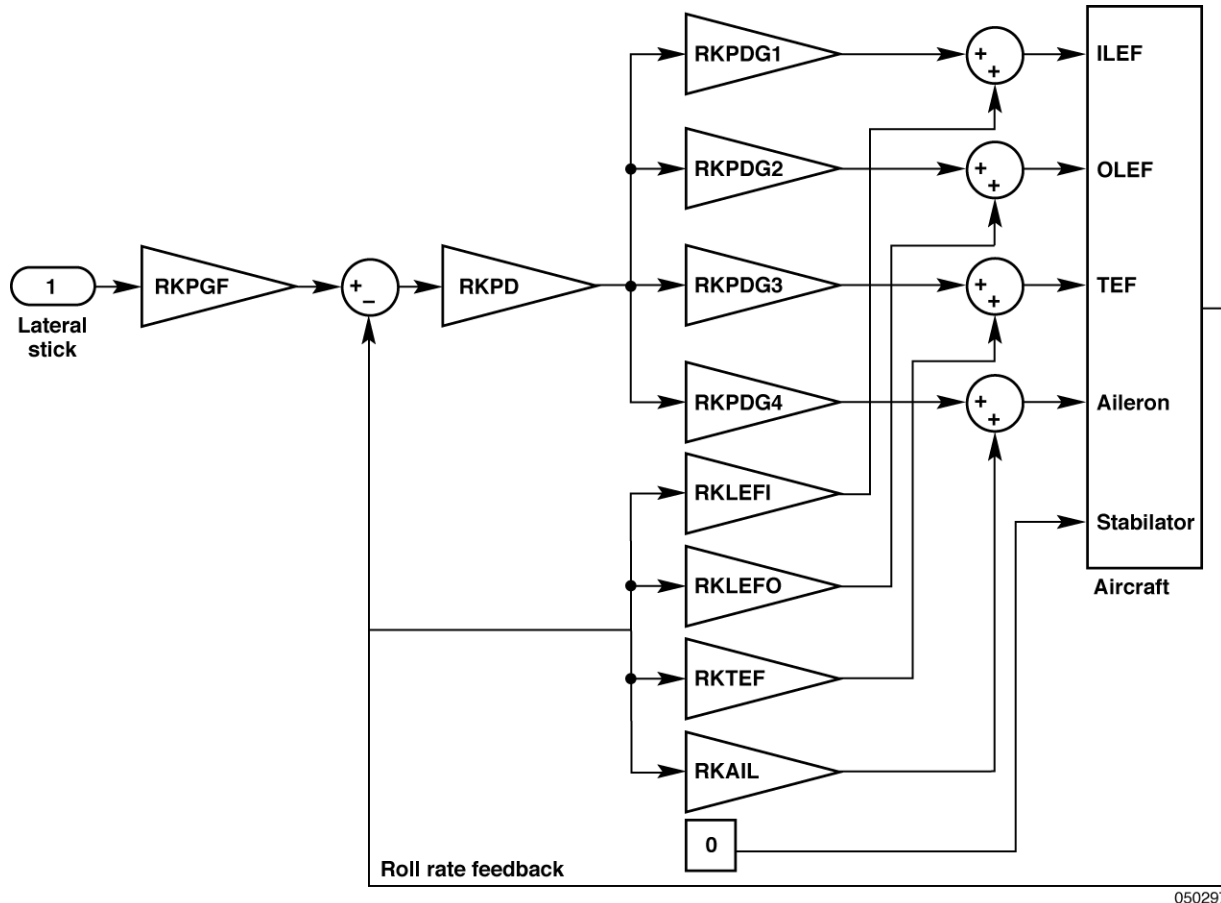 RKPDG1
+
+
ILEF
RKPDG2
+
+
OLEF
1
Lateral
stick
RKPGF
+
−
RKPD
RKPDG3
+
+
TEF
RKPDG4
+
+
Aileron
RKLEFI
Stabilator
RKLEFO
Aircraft
RKTEF
RKAIL
0
Roll rate feedback
050297